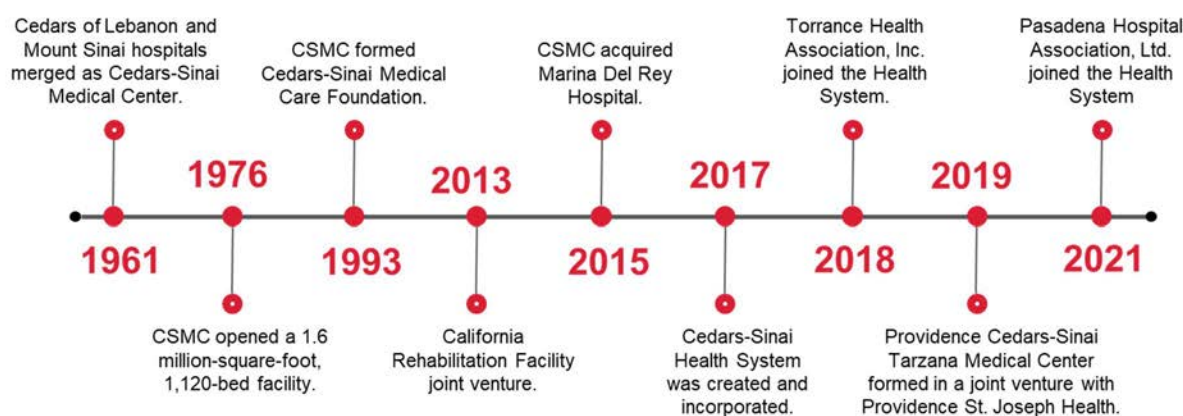 Cedars of Lebanon and
Mount Sinai hospitals
merged as Cedars-Sinai
Medical Center.
CSMC formed
Cedars-Sinai Medical
Care Foundation.
CSMC acquired
Marina Del Rey
Hospital.
Torrance Health
Association, Inc.
joined the Health
System.
Pasadena Hospital
Association, Ltd.
joined the Health
System
1976
2013
2017
2019
1961
1993
2015
2018
2021
CSMC opened a 1.6
million-square-foot,
1,120-bed facility.
California
Rehabilitation Facility
joint venture.
Cedars-Sinai
Health System
was created and
incorporated.
Providence Cedars-Sinai
Tarzana Medical Center
formed in a joint venture with
Providence St. Joseph Health.